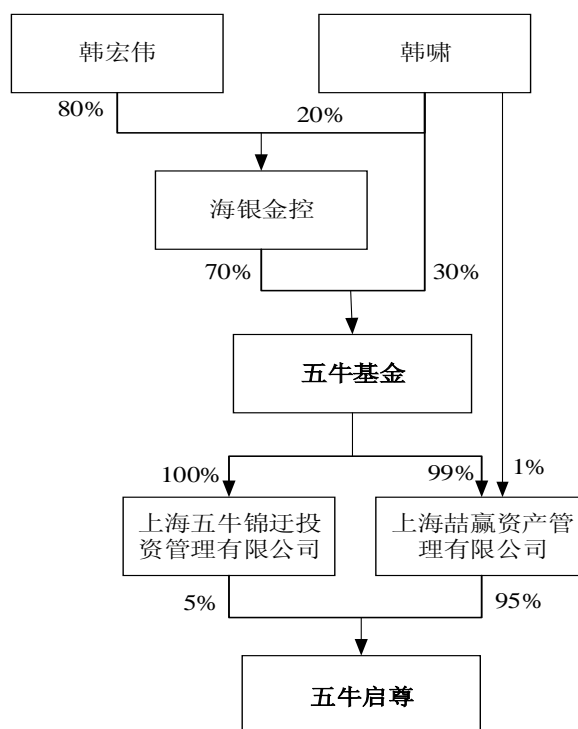 韩宏伟
韩啸
80%
20%
海银金控
70%
30%
五牛基金
100%
99%
1%
上海五牛锦迂投
资管理有限公司
上海喆赢资产管
理有限公司
5%
95%
五牛启尊